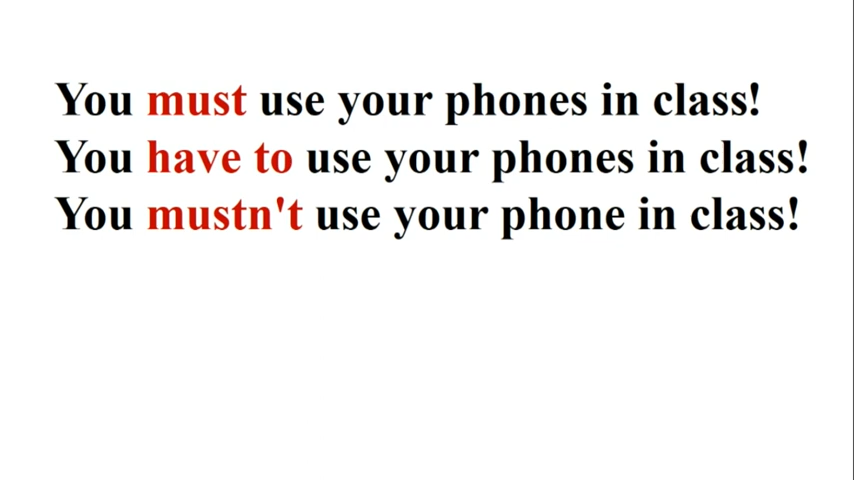 You must use your phones in class!
You have to use your phones in class!
You mustn't use your phone in class!